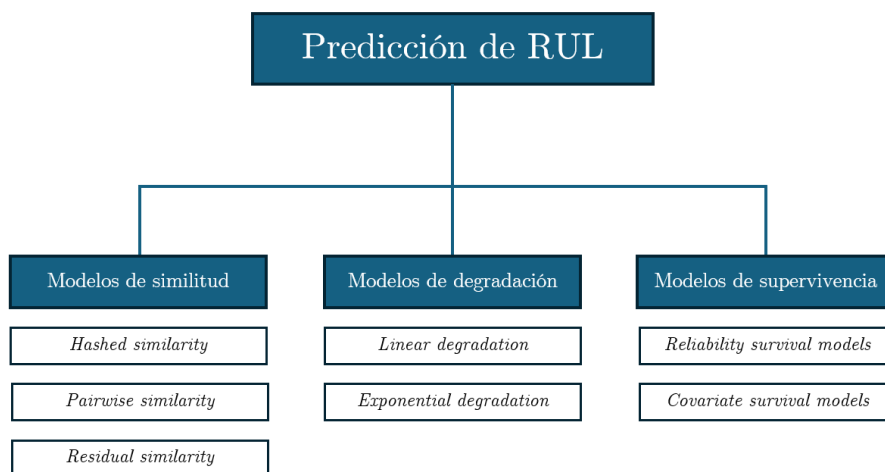 Predicción de RUL
Modelos de similitud
Modelos de degradación
Modelos de supervivencia
Hashed similarity
Linear degradation
Reliability survival models
Pairwise similarity
Exponential degradation
Covariate survival models
Residual similarity